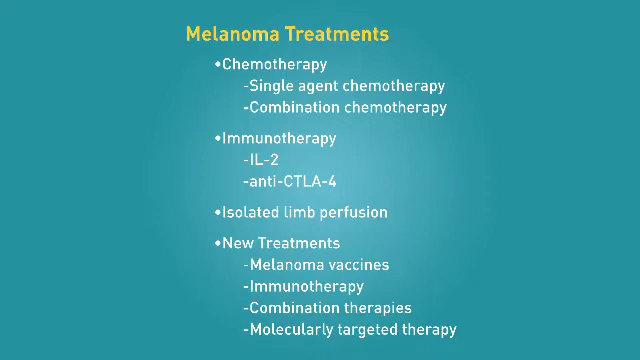 Melanoma Treatments
•Chemotherapy
-Single agent chemotherapy
-Combination chemotherapy
•Immunotherapy
-IL-2
-anti-CTLA-4
•Isolated limb perfusion
•New Treatments
-Melanoma vaccines
-Immunotherapy
-Combination therapies
-Molecularly targeted therapy